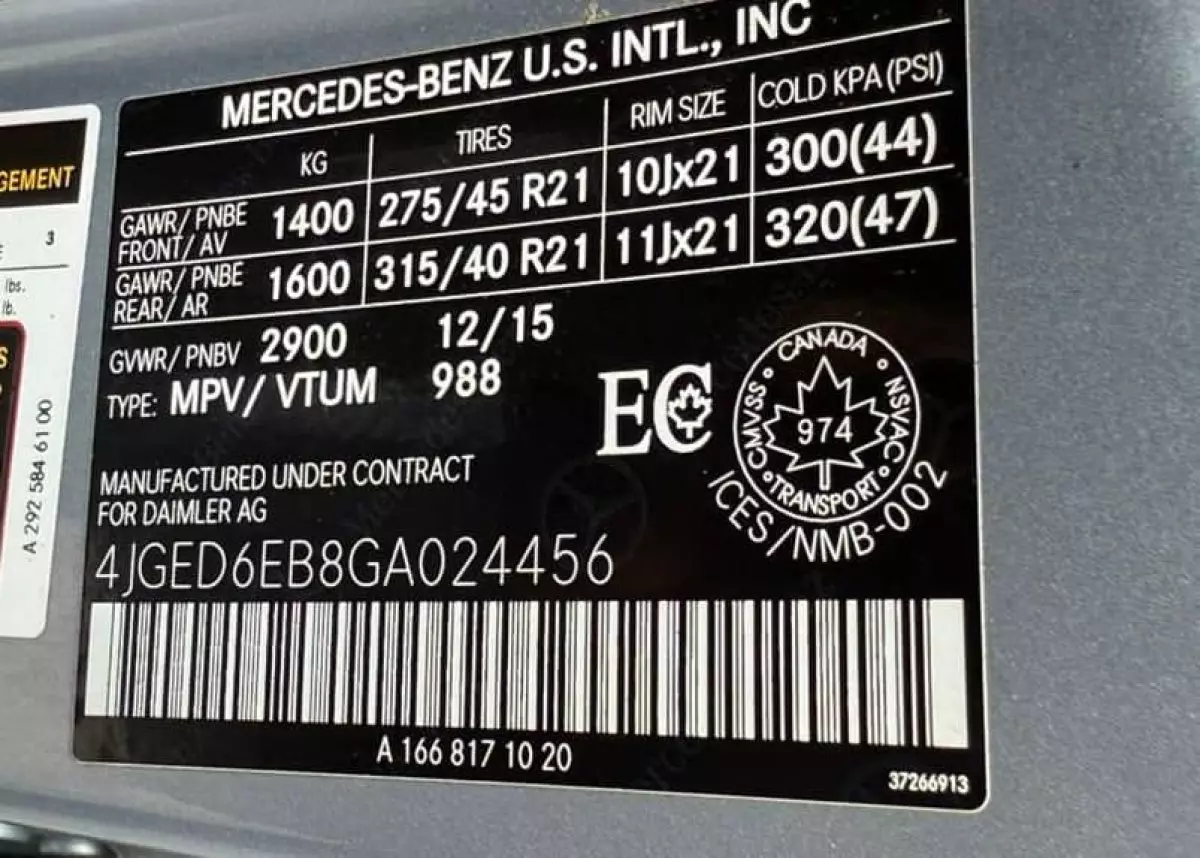 MERCEDES-BENZ U.S. INTL., INC
KG TIRES RIM SIZE COLD KPA (PSI)
GAWR/ PNBE FRONT/ AV 1400 275/45 R21 10Jx21 300(44)
GAWR/ PNBE REAR/ AR 1600 315/40 R21 11Jx21 320(47)
GVWR/ PNBV 2900 12/15
TYPE: MPV/ VTUM 988
EC
CANADA
CMVSS NSVAC
974
TRANSPORT
ICES/NMB-002
MANUFACTURED UNDER CONTRACT
FOR DAIMLER AG
4JGED6EB8GA024456
A 166 817 10 20
37266913
GEMENT
3
lbs.
lb.
A 292 584 61 00